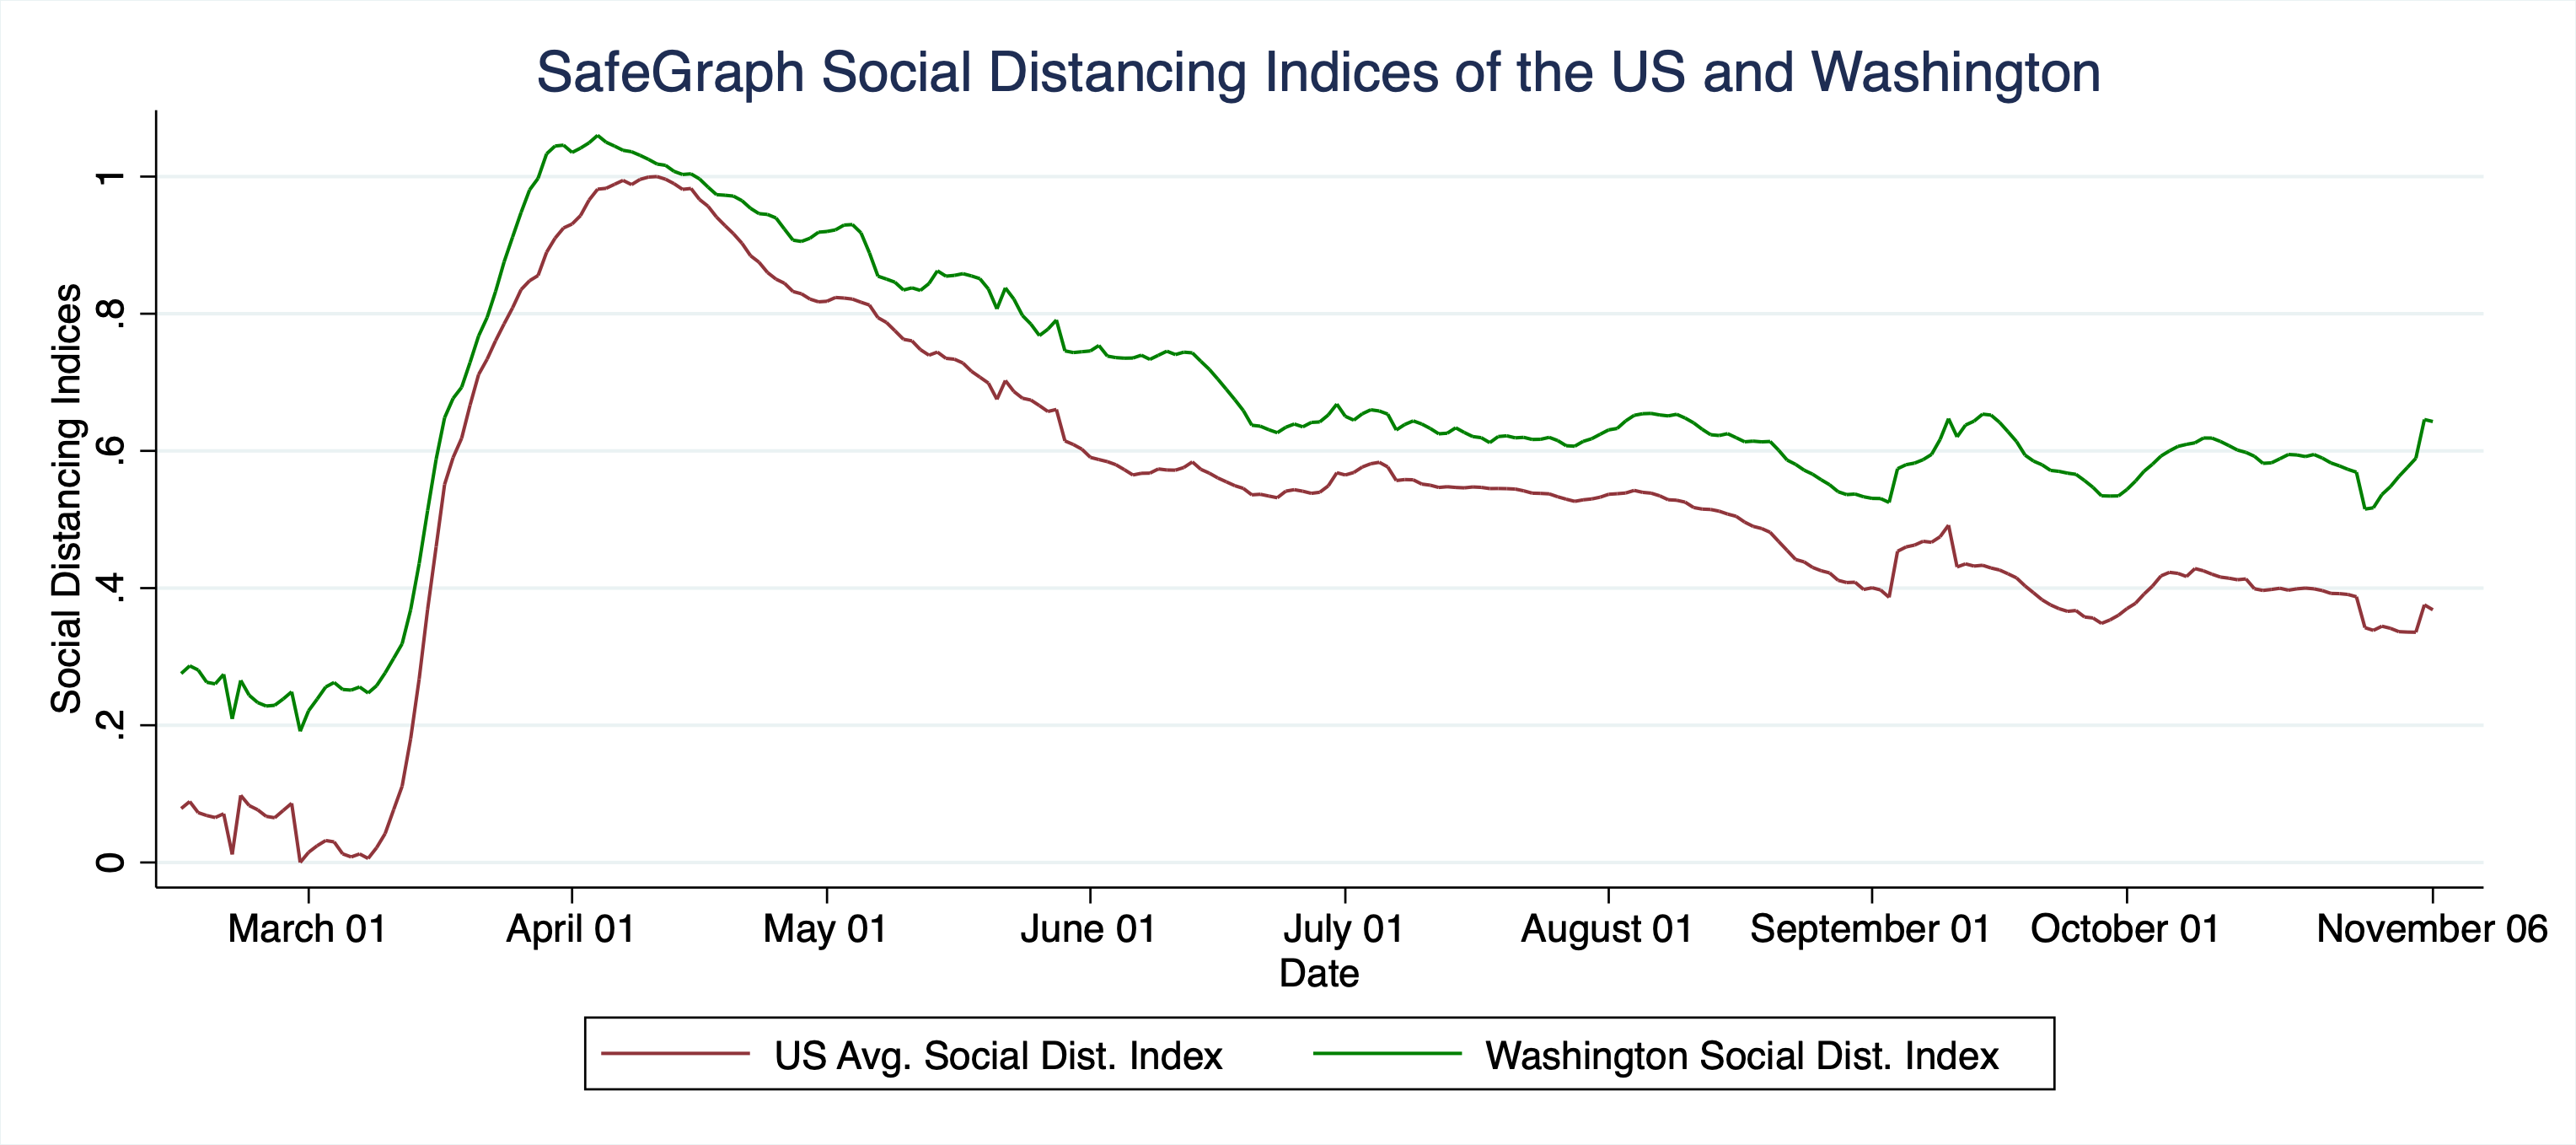 SafeGraph Social Distancing Indices of the US and Washington
Social Distancing Indices
1
.8
.6
.4
.2
0
March 01 April 01 May 01 June 01 July 01 August 01 September 01 October 01 November 06
Date
US Avg. Social Dist. Index Washington Social Dist. Index